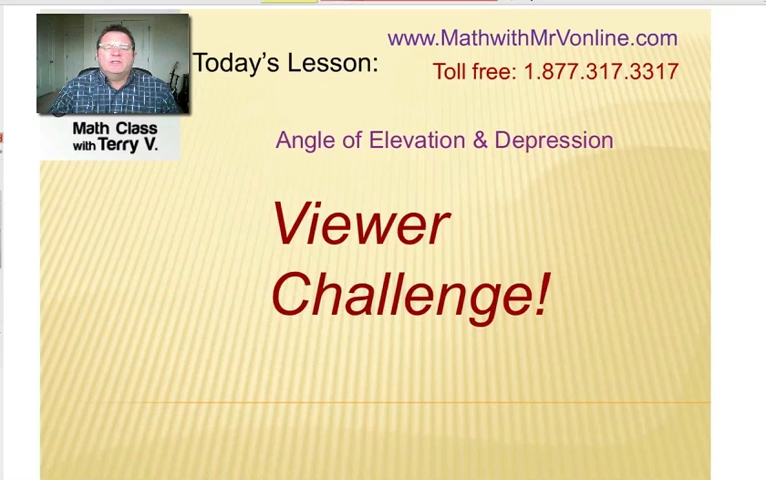 www.MathwithMrVonline.com
Today's Lesson:
Toll free: 1.877.317.3317
Math Class
with Terry V.
Angle of Elevation & Depression
Viewer
Challenge!